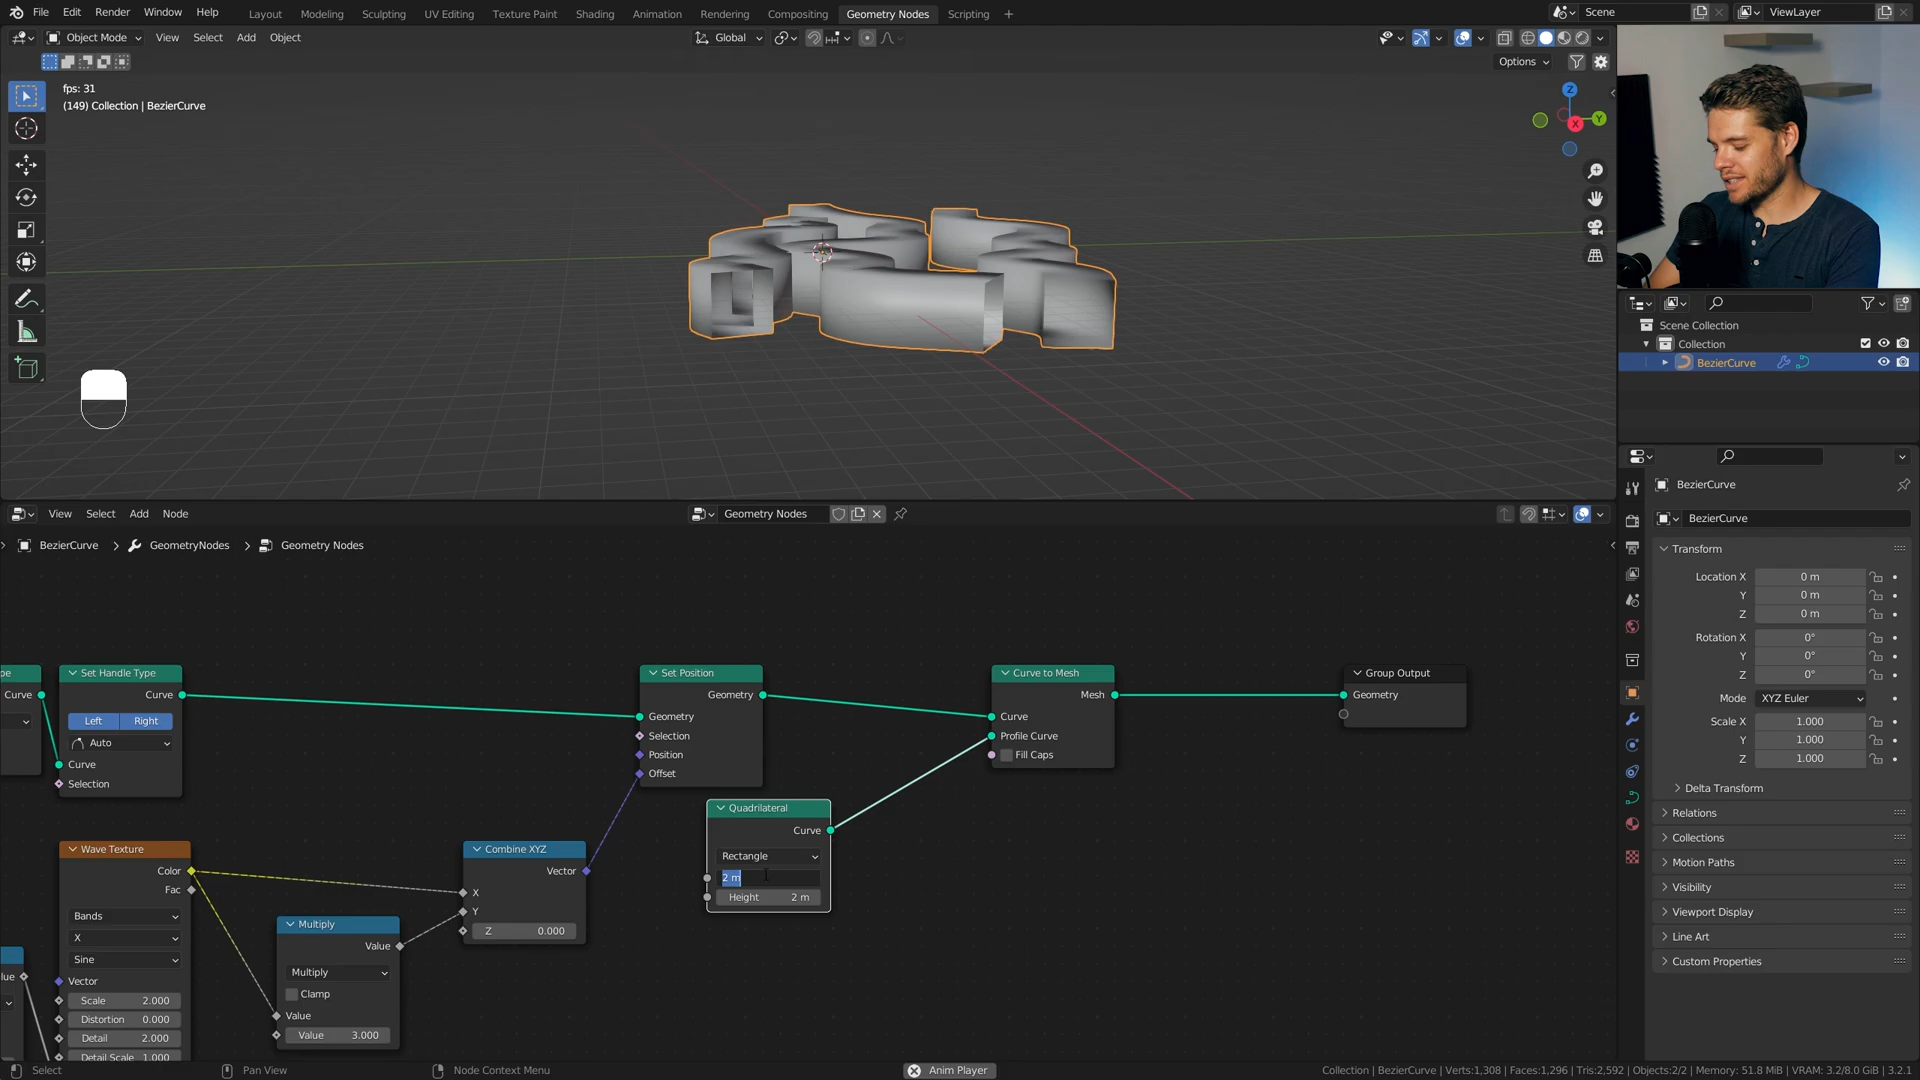 File Edit Render Window Help Layout Modeling Sculpting UV Editing Texture Paint Shading Animation Rendering Compositing Geometry Nodes Scripting + Scene ViewLayer
Object Mode View Select Add Object Global
Options
fps: 31
(149) Collection | BezierCurve
Z
Y
X
Scene Collection
Collection
BezierCurve
View Select Add Node Geometry Nodes
BezierCurve > GeometryNodes > Geometry Nodes
BezierCurve
BezierCurve
Transform
Location X 0 m
Y 0 m
Z 0 m
Rotation X 0°
Y 0°
Z 0°
Mode XYZ Euler
Scale X 1.000
Y 1.000
Z 1.000
Delta Transform
Relations
Collections
Motion Paths
Visibility
Viewport Display
Line Art
Custom Properties
Curve
Set Handle Type
Curve
Left Right
Auto
Curve
Selection
Set Position
Geometry
Geometry
Selection
Position
Offset
Curve to Mesh
Mesh
Curve
Profile Curve
Fill Caps
Group Output
Geometry
Quadrilateral
Curve
Rectangle
2 m
Height 2 m
Wave Texture
Color
Fac
Bands
X
Sine
Vector
Scale 2.000
Distortion 0.000
Detail 2.000
Detail Scale 1.000
Multiply
Value
Multiply
Clamp
Value
Value 3.000
Combine XYZ
Vector
X
Y
Z 0.000
Select Pan View Node Context Menu Anim Player Collection | BezierCurve | Verts:1,308 | Faces:1,296 | Tris:2,592 | Objects:2/2 | Memory: 51.8 MiB | VRAM: 3.2/8.0 GiB | 3.2.1